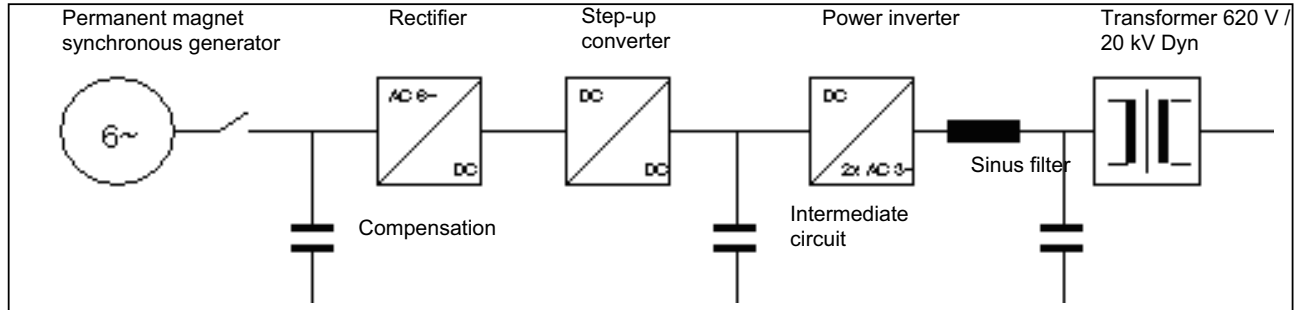 Permanent magnet
synchronous generator
Rectifier
Step-up
converter
Power inverter
Transformer 620 V /
20 kV Dyn
6~
AC 6~
DC
DC
DC
DC
2x AC 3~
Sinus filter
Compensation
Intermediate
circuit